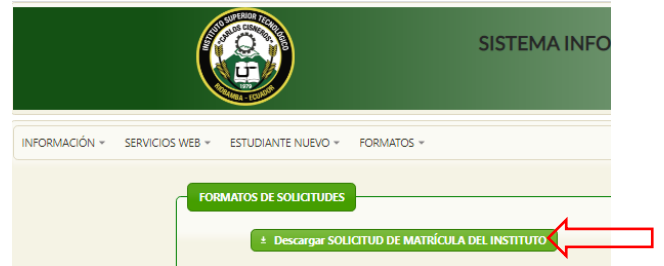 INSTITUTO SUPERIOR TECNOLÓGICO
"CARLOS CISNEROS"
RIOBAMBA - ECUADOR
SISTEMA INFO
INFORMACIÓN
SERVICIOS WEB
ESTUDIANTE NUEVO
FORMATOS
FORMATOS DE SOLICITUDES
Descargar SOLICITUD DE MATRÍCULA DEL INSTITUTO